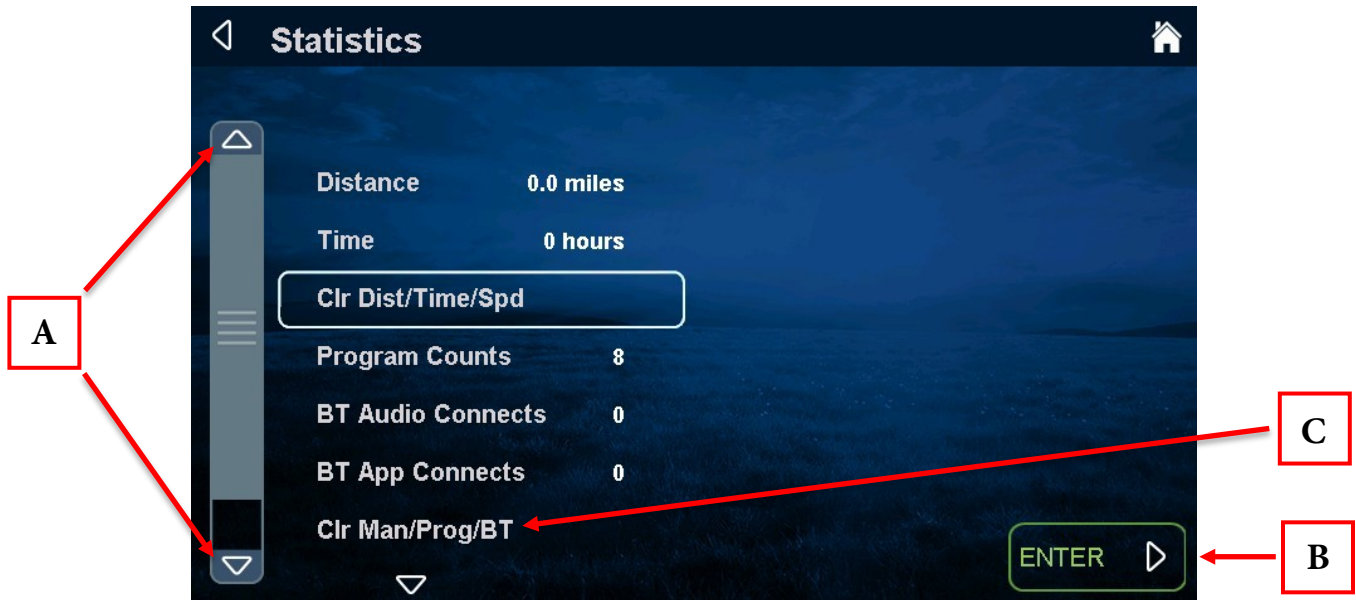 Statistics
Distance 0.0 miles
Time 0 hours
Clr Dist/Time/Spd
A
Program Counts 8
BT Audio Connects 0
C
BT App Connects 0
Clr Man/Prog/BT
ENTER
B